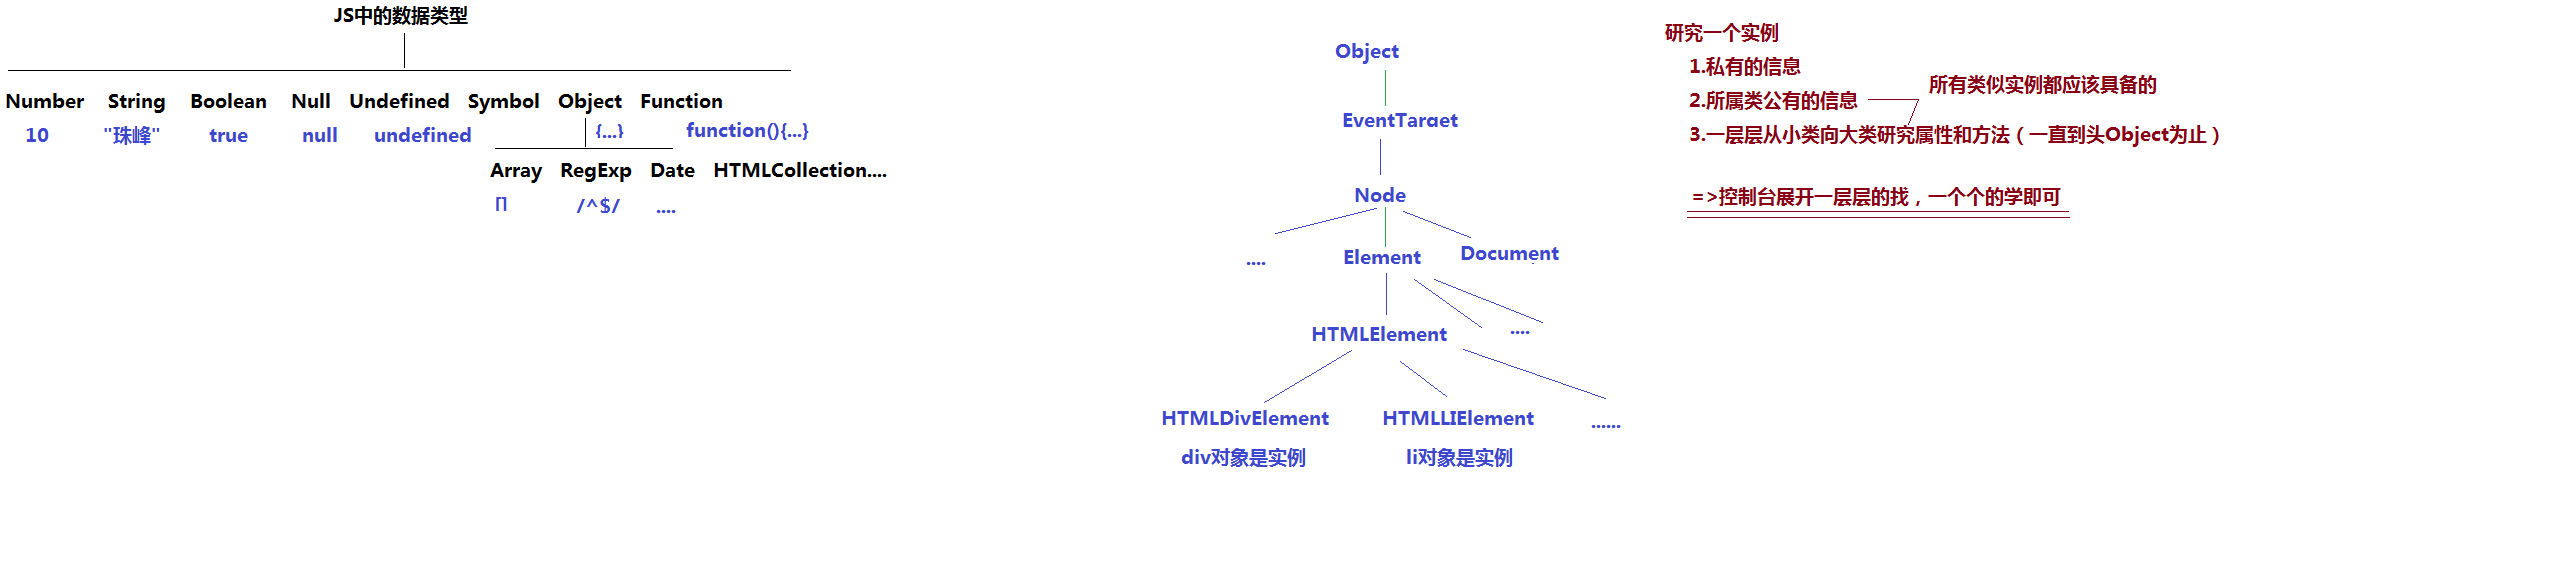 JS中的数据类型
Number String Boolean Null Undefined Symbol Object Function
10 "珠峰" true null undefined {...} function(){...}
Array RegExp Date HTMLCollection....
[] /^$/ ....
Object
EventTarget
Node
.... Element Document
HTMLElement ....
HTMLDivElement HTMLLIElement ......
div对象是实例 li对象是实例
研究一个实例
1.私有的信息
2.所属类公有的信息 所有类似实例都应该具备的
3.一层层从小类向大类研究属性和方法（一直到头Object为止）
=>控制台展开一层层的找，一个个的学即可